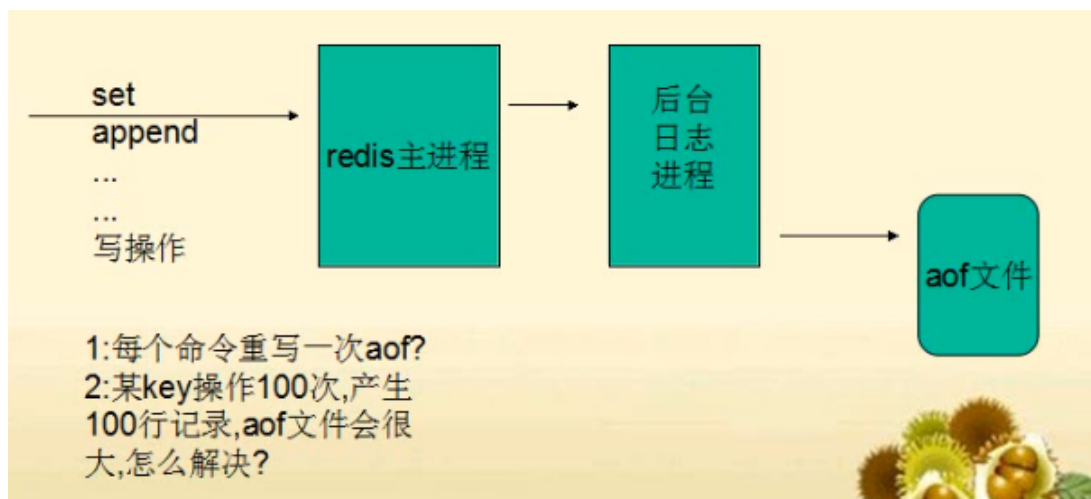 set
append
...
...
写操作
redis主进程
后台
日志
进程
aof文件
1:每个命令重写一次aof?
2:某key操作100次,产生
100行记录,aof文件会很
大,怎么解决?